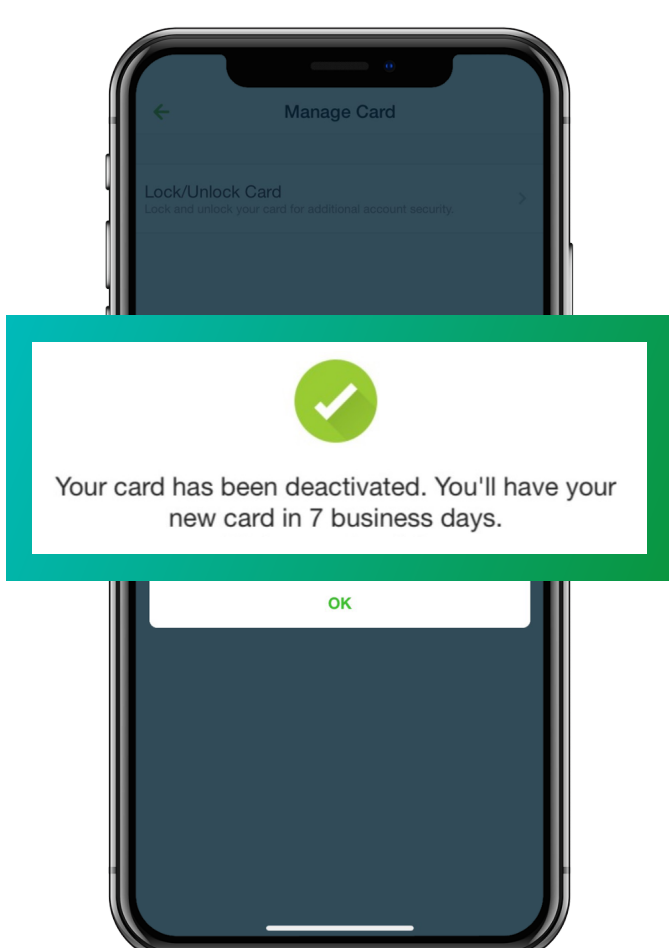 Manage Card
Lock/Unlock Card
Lock and unlock your card for additional account security.
Your card has been deactivated. You'll have your
new card in 7 business days.
OK